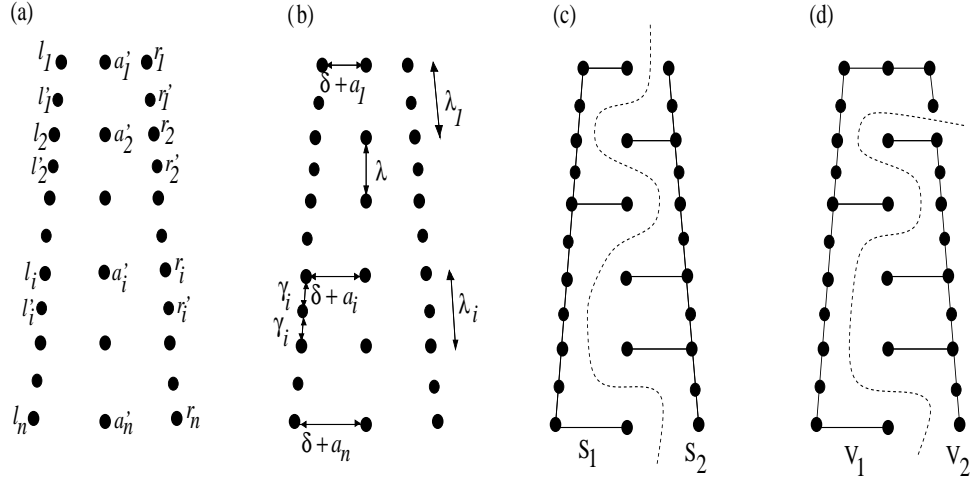 (a) (b) (c) (d)
l₁ a'₁ r₁
l'₁ r'₁
l₂ a'₂ r₂
l'₂ r'₂
lᵢ a'ᵢ rᵢ
l'ᵢ r'ᵢ
lₙ a'ₙ rₙ
δ+a₁
λ₁
λ
γᵢ δ+aᵢ
γᵢ
λᵢ
δ+aₙ
S₁ S₂
V₁ V₂